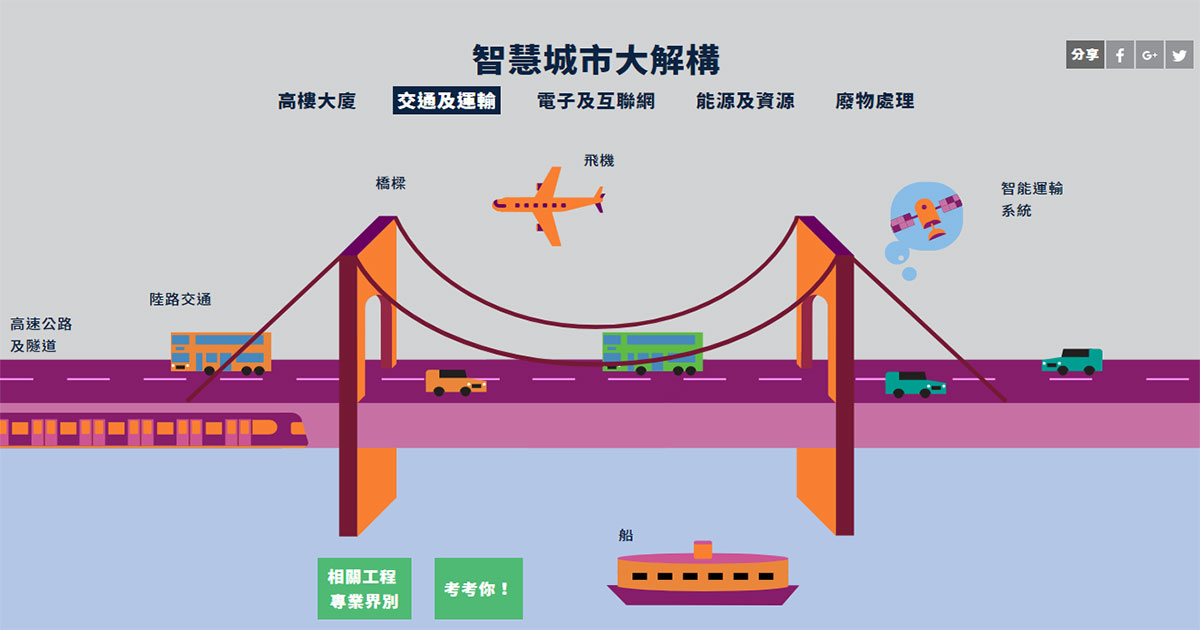 智慧城市大解構
分享
G+
高樓大廈
交通及運輸
電子及互聯網
能源及資源
廢物處理
飛機
橋樑
智能運輸
系統
陸路交通
高速公路
及隧道
船
相關工程
專業界別
考考你！